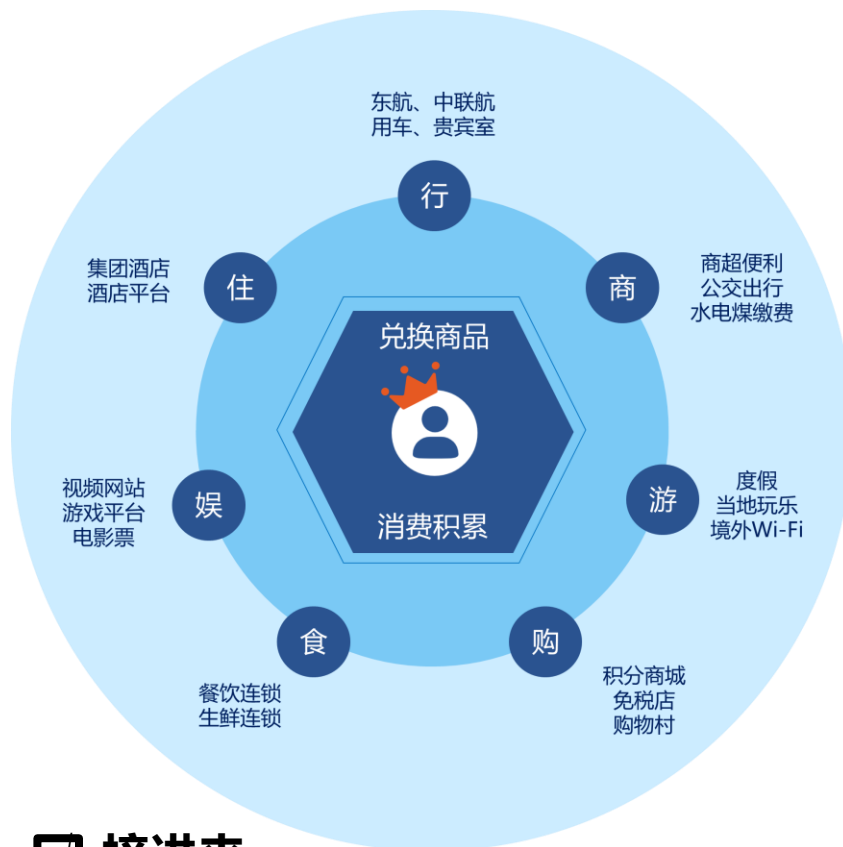 东航、中联航
用车、贵宾室
行
集团酒店
酒店平台
住
商
商超便利
公交出行
水电煤缴费
兑换商品
消费积累
视频网站
游戏平台
电影票
娱
游
度假
当地玩乐
境外Wi-Fi
食
购
餐饮连锁
生鲜连锁
积分商城
免税店
购物村